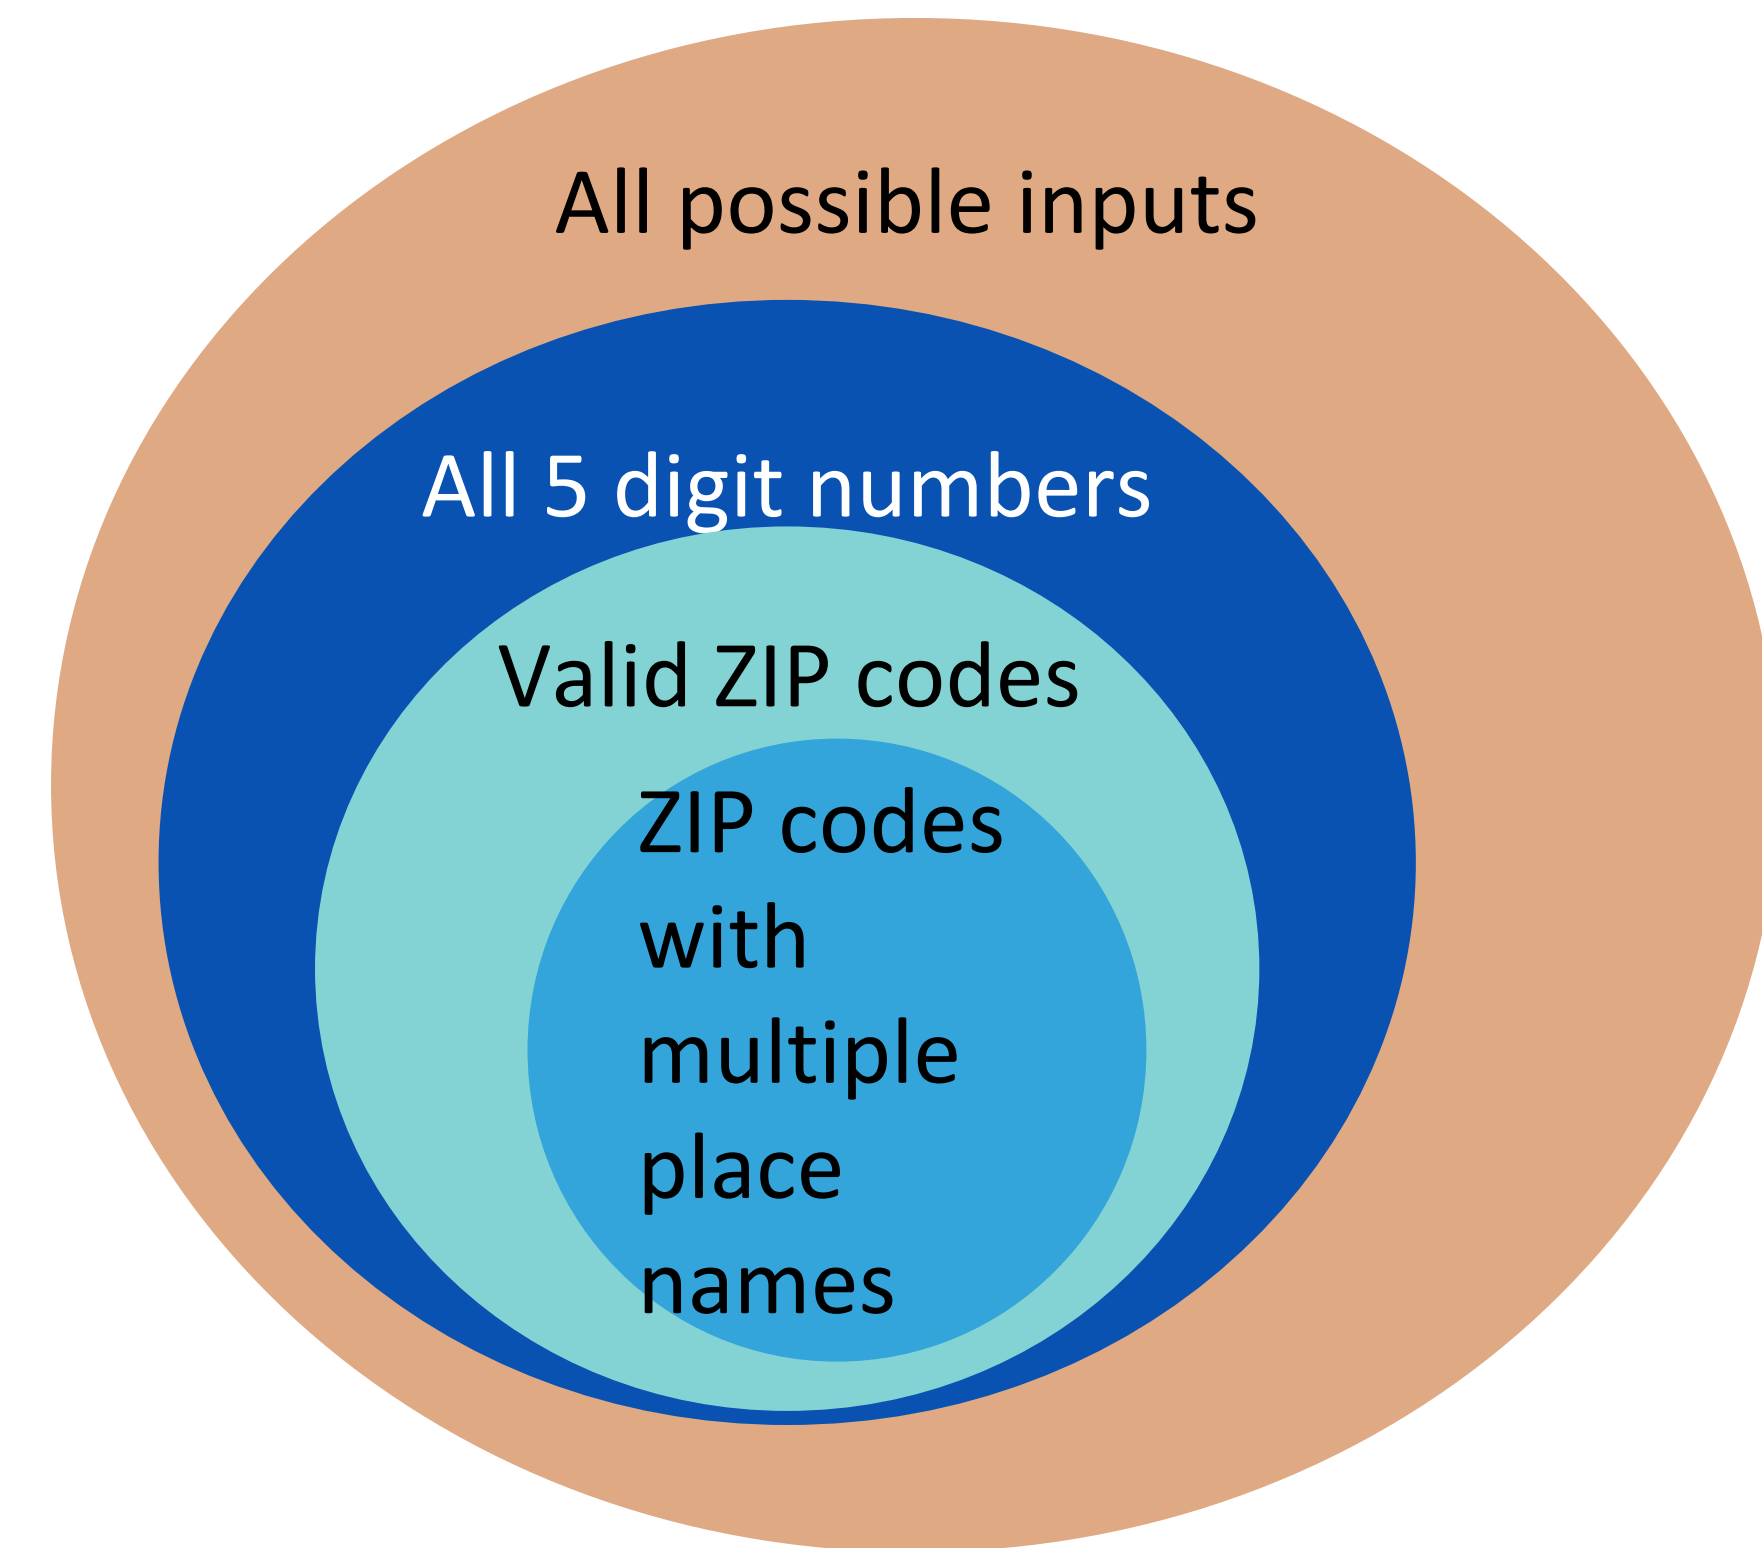 All possible inputs
All 5 digit numbers
Valid ZIP codes
ZIP codes
with
multiple
place
names